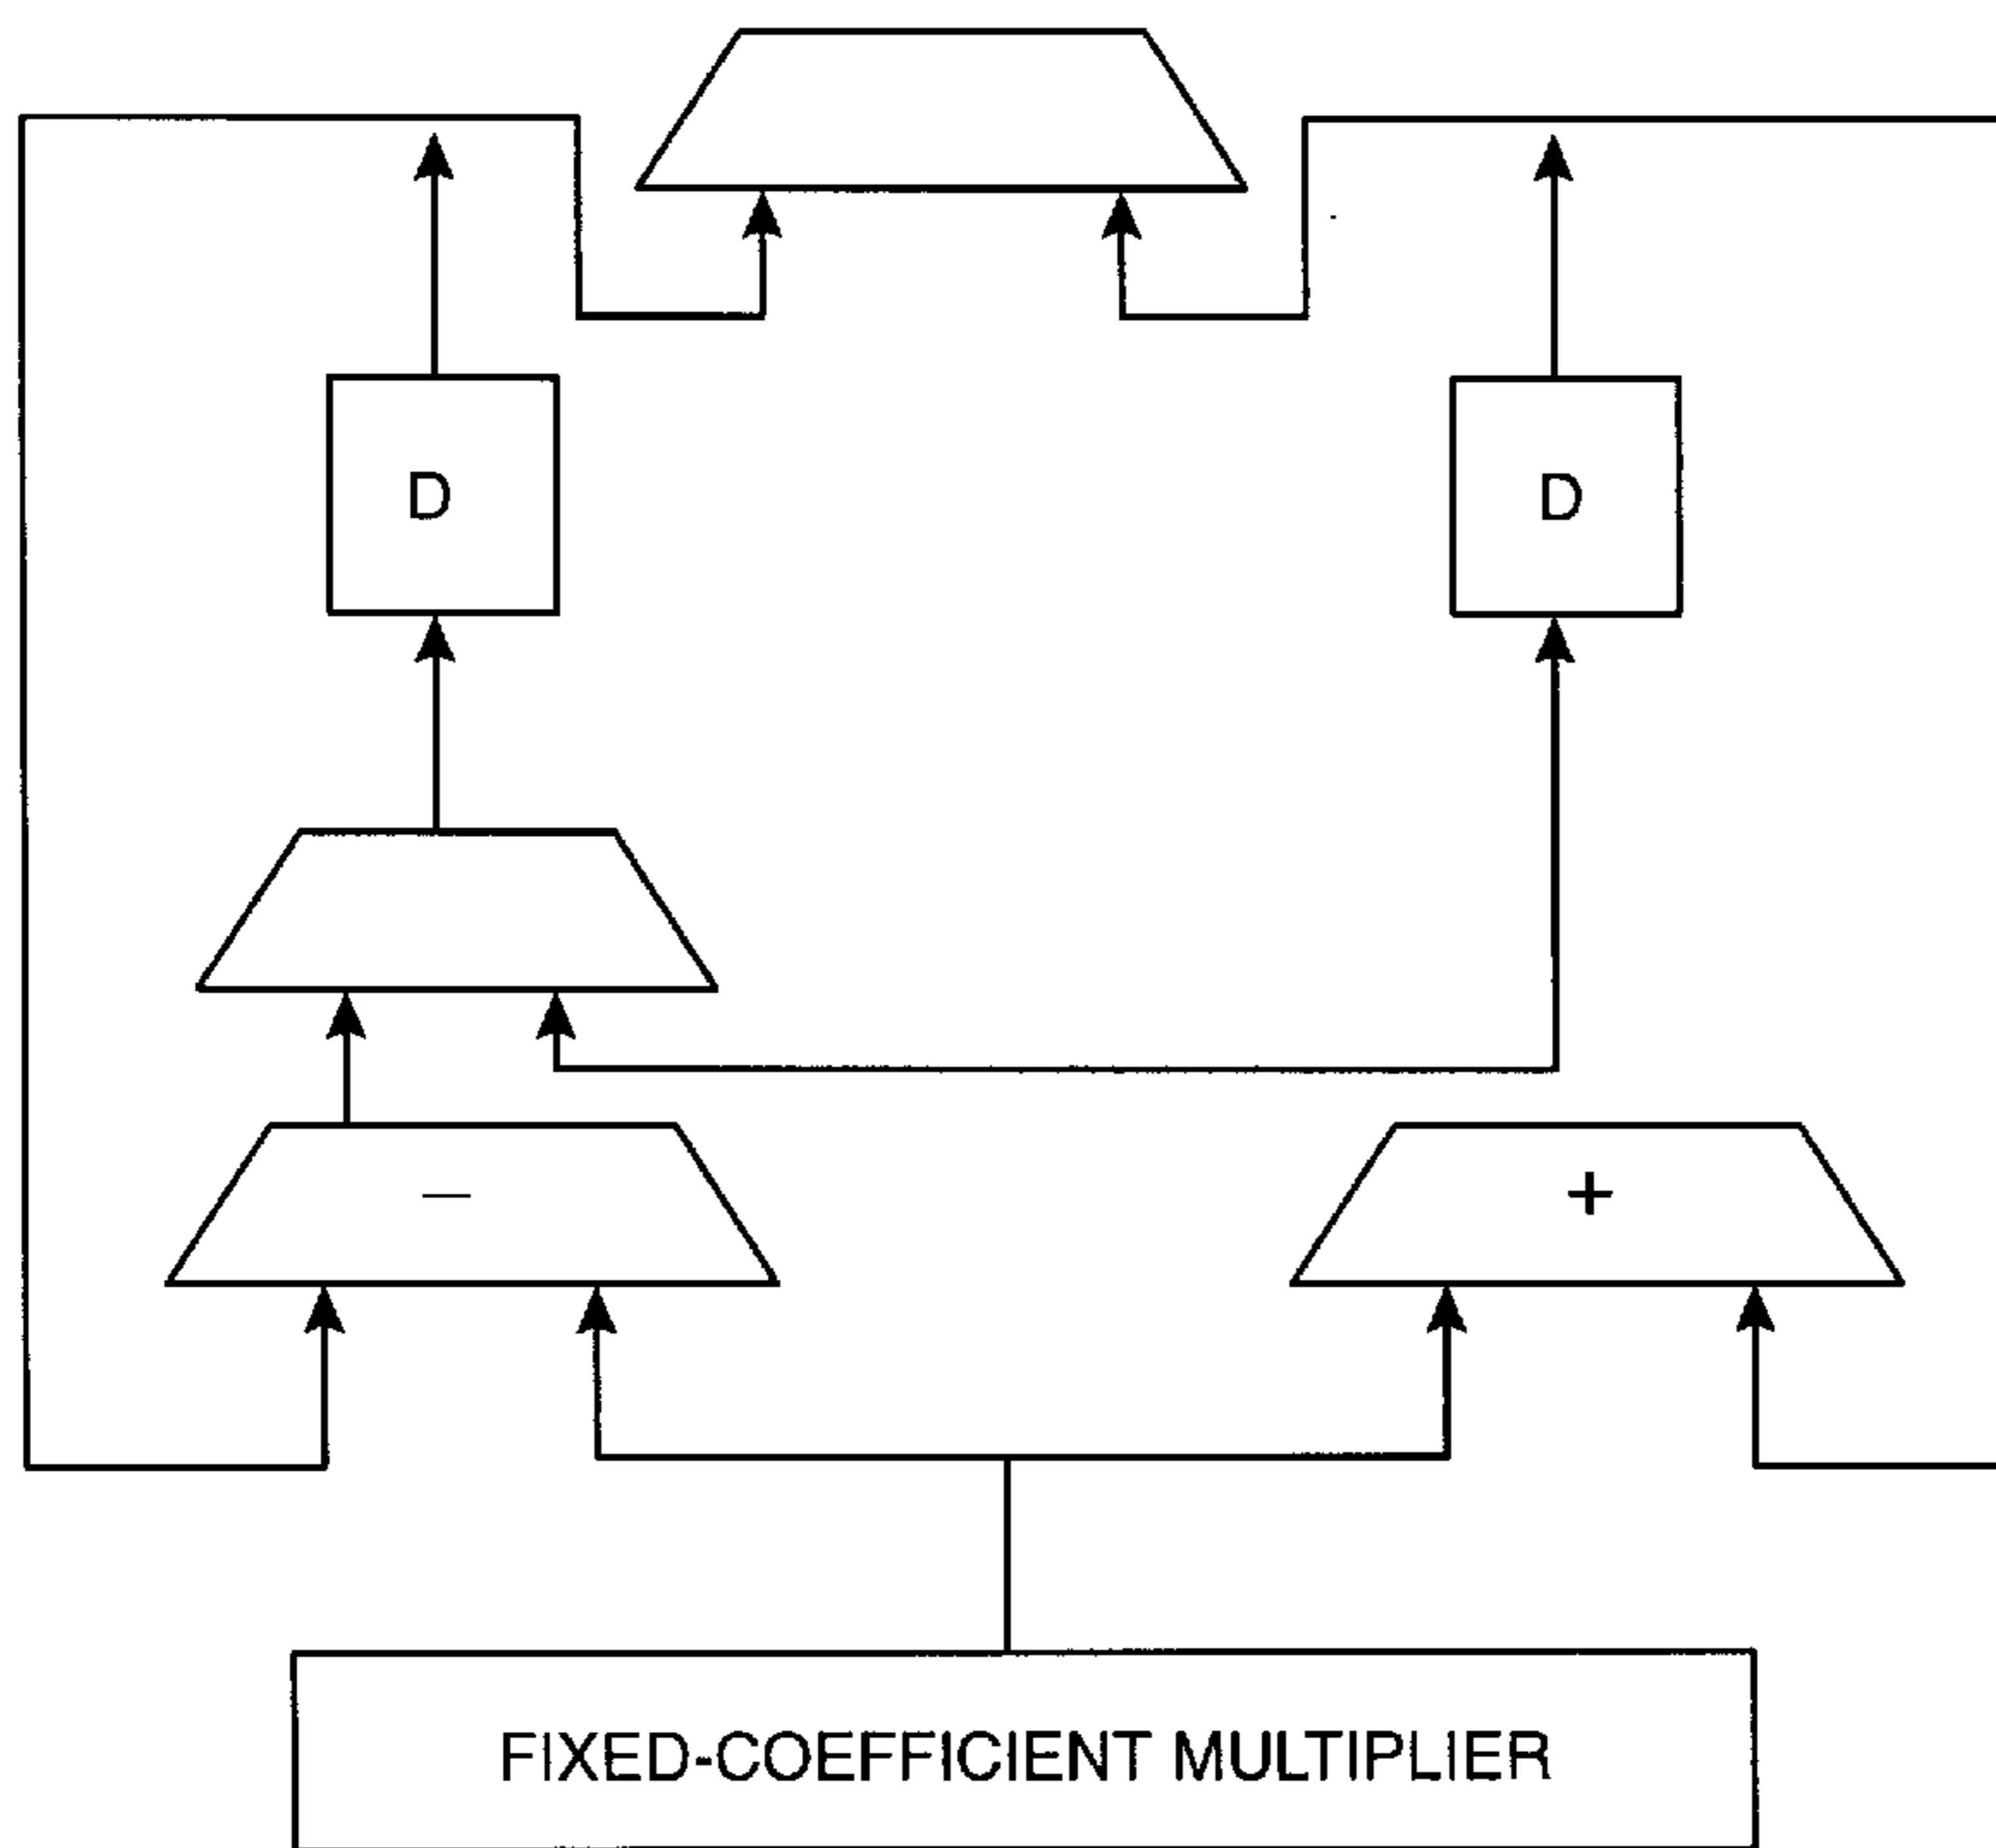 D
D
—
+
FIXED-COEFFICIENT MULTIPLIER